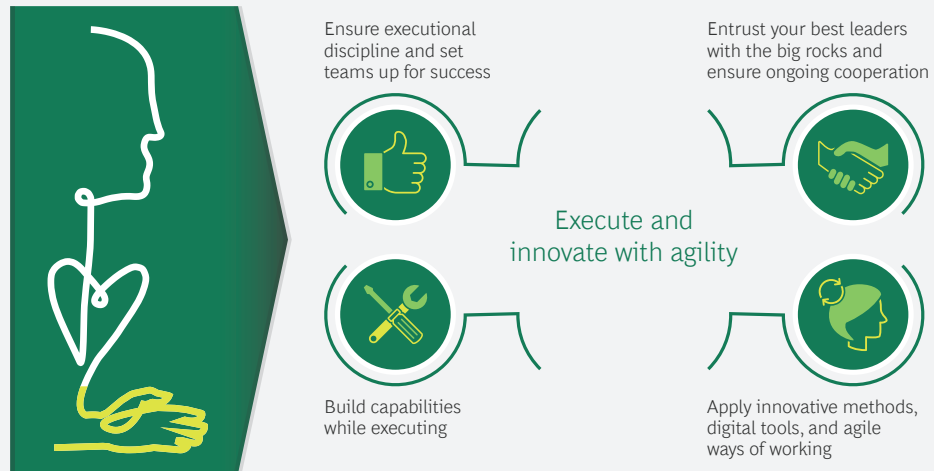 Ensure executional
discipline and set
teams up for success
Entrust your best leaders
with the big rocks and
ensure ongoing cooperation
Execute and
innovate with agility
Build capabilities
while executing
Apply innovative methods,
digital tools, and agile
ways of working